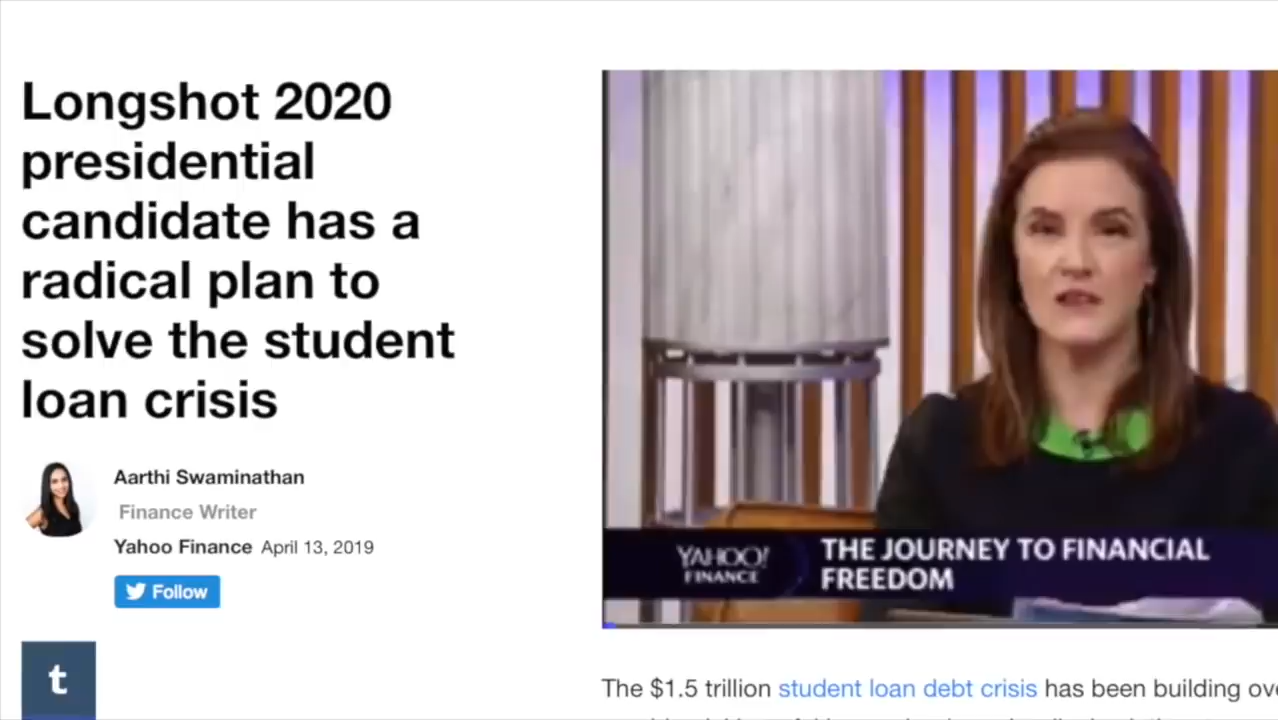 Longshot 2020
presidential
candidate has a
radical plan to
solve the student
loan crisis
Aarthi Swaminathan
Finance Writer
Yahoo Finance April 13, 2019
Follow
t
YAHOO!
FINANCE
THE JOURNEY TO FINANCIAL
FREEDOM
The $1.5 trillion student loan debt crisis has been building ov